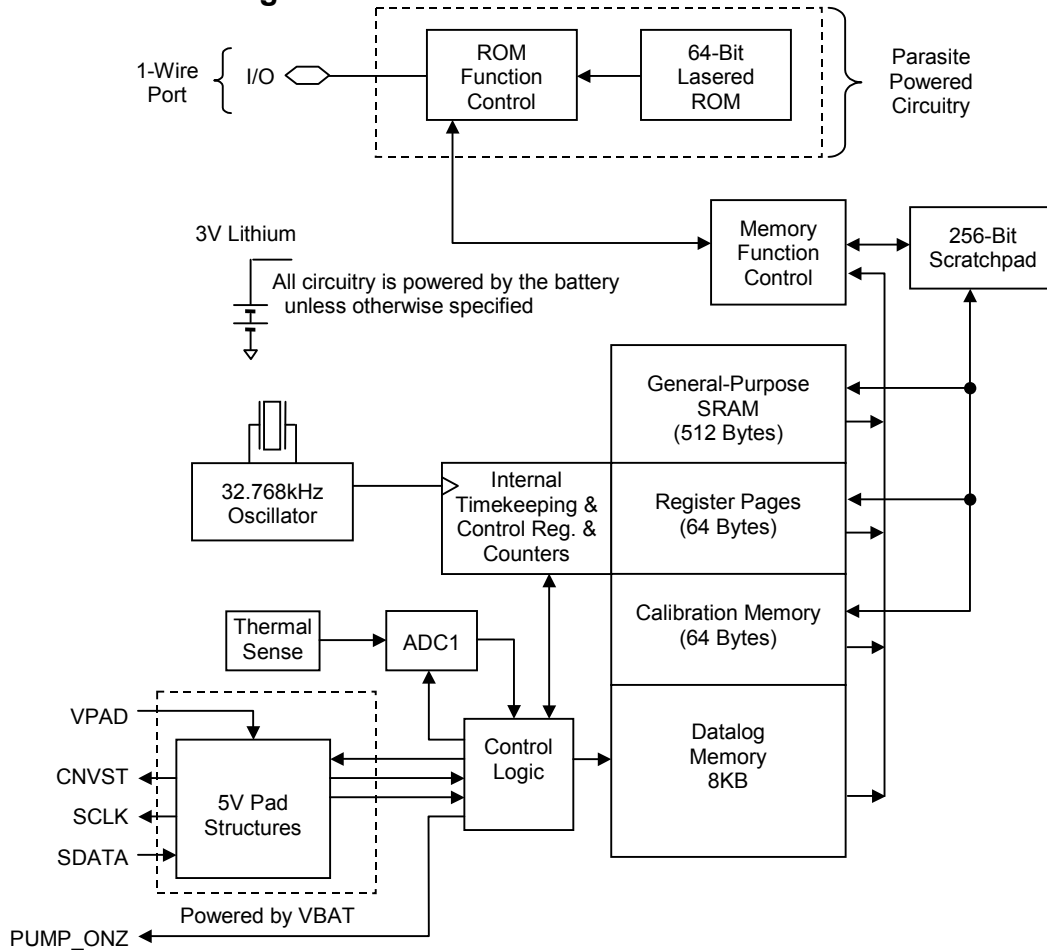 1-Wire
Port
I/O
ROM
Function
Control
64-Bit
Lasered
ROM
Parasite
Powered
Circuitry
Memory
Function
Control
256-Bit
Scratchpad
3V Lithium
All circuitry is powered by the battery
unless otherwise specified
General-Purpose
SRAM
(512 Bytes)
32.768kHz
Oscillator
Internal
Timekeeping &
Control Reg. &
Counters
Register Pages
(64 Bytes)
Calibration Memory
(64 Bytes)
Thermal
Sense
ADC1
Control
Logic
Datalog
Memory
8KB
VPAD
CNVST
SCLK
SDATA
5V Pad
Structures
Powered by VBAT
PUMP_ONZ